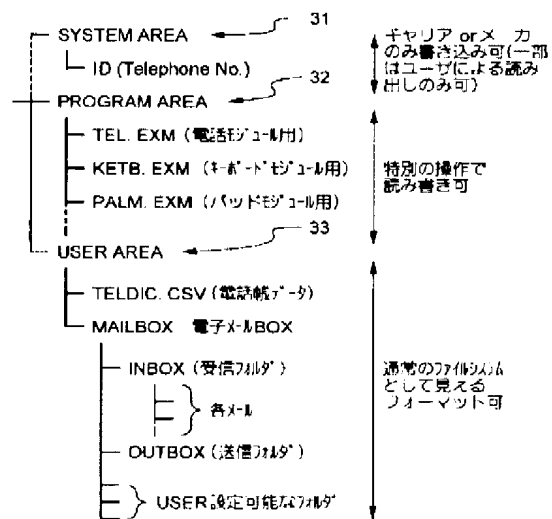 SYSTEM AREA
31
キャリア orメーカ
のみ書き込み可(一部
はユーザによる読み
出しのみ可)
ID (Telephone No.)
32
PROGRAM AREA
TEL. EXM (電話モジュール用)
KETB. EXM (キーボードモジュール用)
PALM. EXM (パッドモジュール用)
特別の操作で
読み書き可
33
USER AREA
TELDIC. CSV (電話帳データ)
MAILBOX 電子メールBOX
INBOX (受信フォルダ)
各メール
OUTBOX (送信フォルダ)
USER設定可能なフォルダ
通常のファイルシステム
として見える
フォーマット可